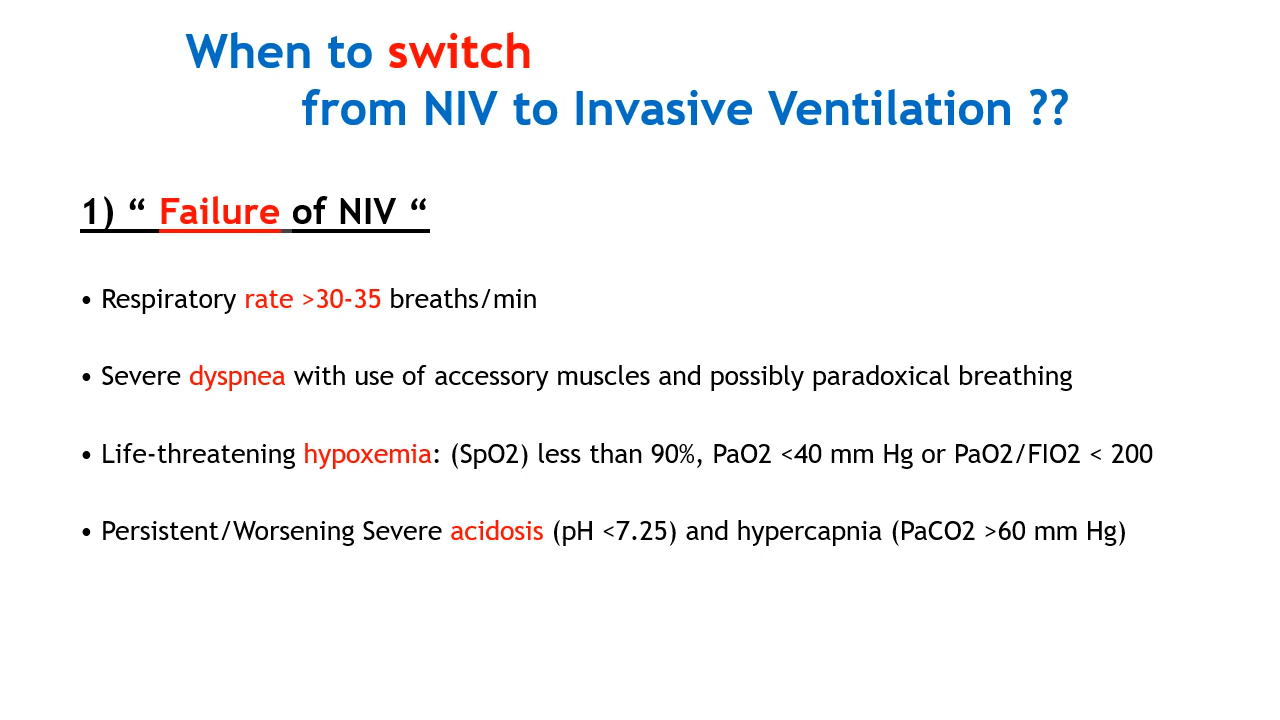 When to switch
from NIV to Invasive Ventilation ??
1) “ Failure of NIV “
• Respiratory rate >30-35 breaths/min
• Severe dyspnea with use of accessory muscles and possibly paradoxical breathing
• Life-threatening hypoxemia: (SpO2) less than 90%, PaO2 <40 mm Hg or PaO2/FIO2 < 200
• Persistent/Worsening Severe acidosis (pH <7.25) and hypercapnia (PaCO2 >60 mm Hg)